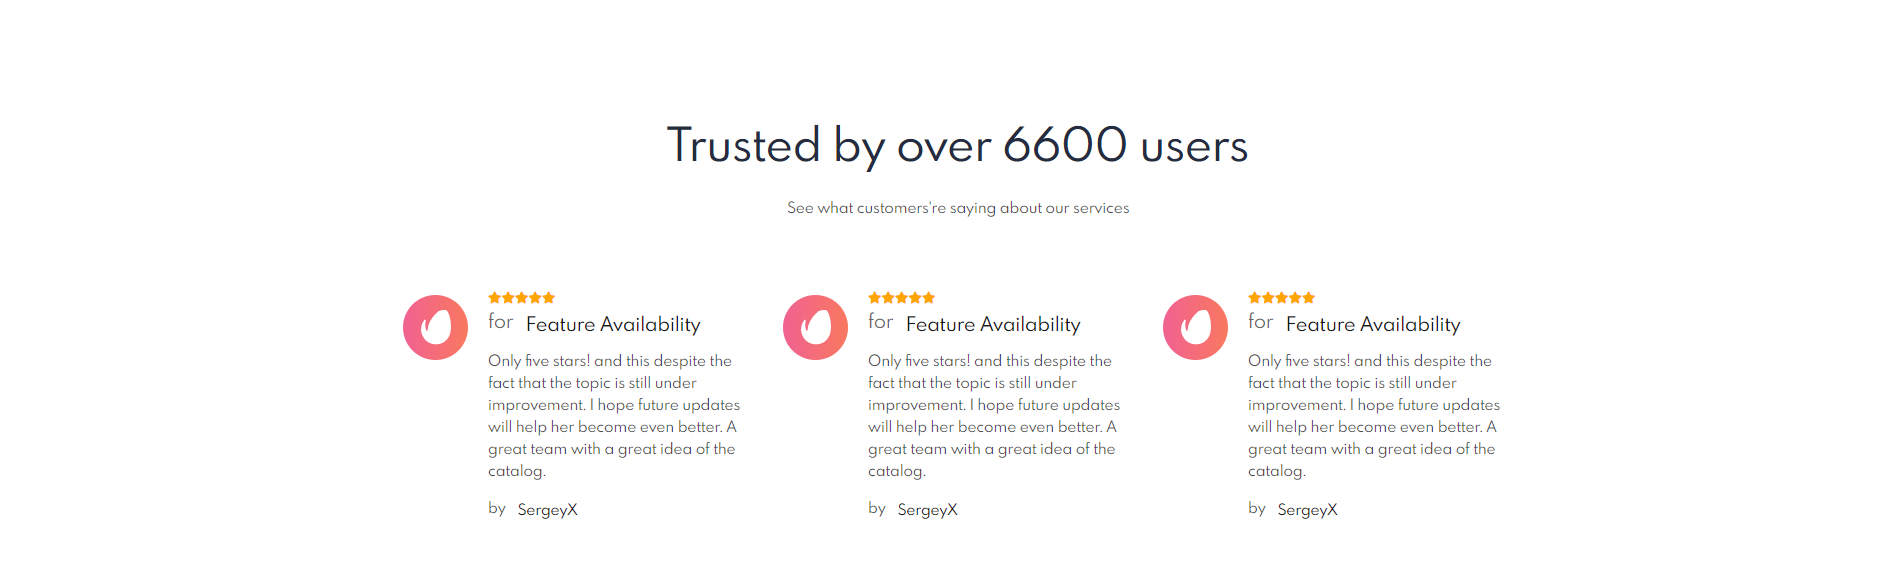 Trusted by over 6600 users
See what customers're saying about our services
for Feature Availability
Only five stars! and this despite the
fact that the topic is still under
improvement. I hope future updates
will help her become even better. A
great team with a great idea of the
catalog.
by SergeyX
for Feature Availability
Only five stars! and this despite the
fact that the topic is still under
improvement. I hope future updates
will help her become even better. A
great team with a great idea of the
catalog.
by SergeyX
for Feature Availability
Only five stars! and this despite the
fact that the topic is still under
improvement. I hope future updates
will help her become even better. A
great team with a great idea of the
catalog.
by SergeyX